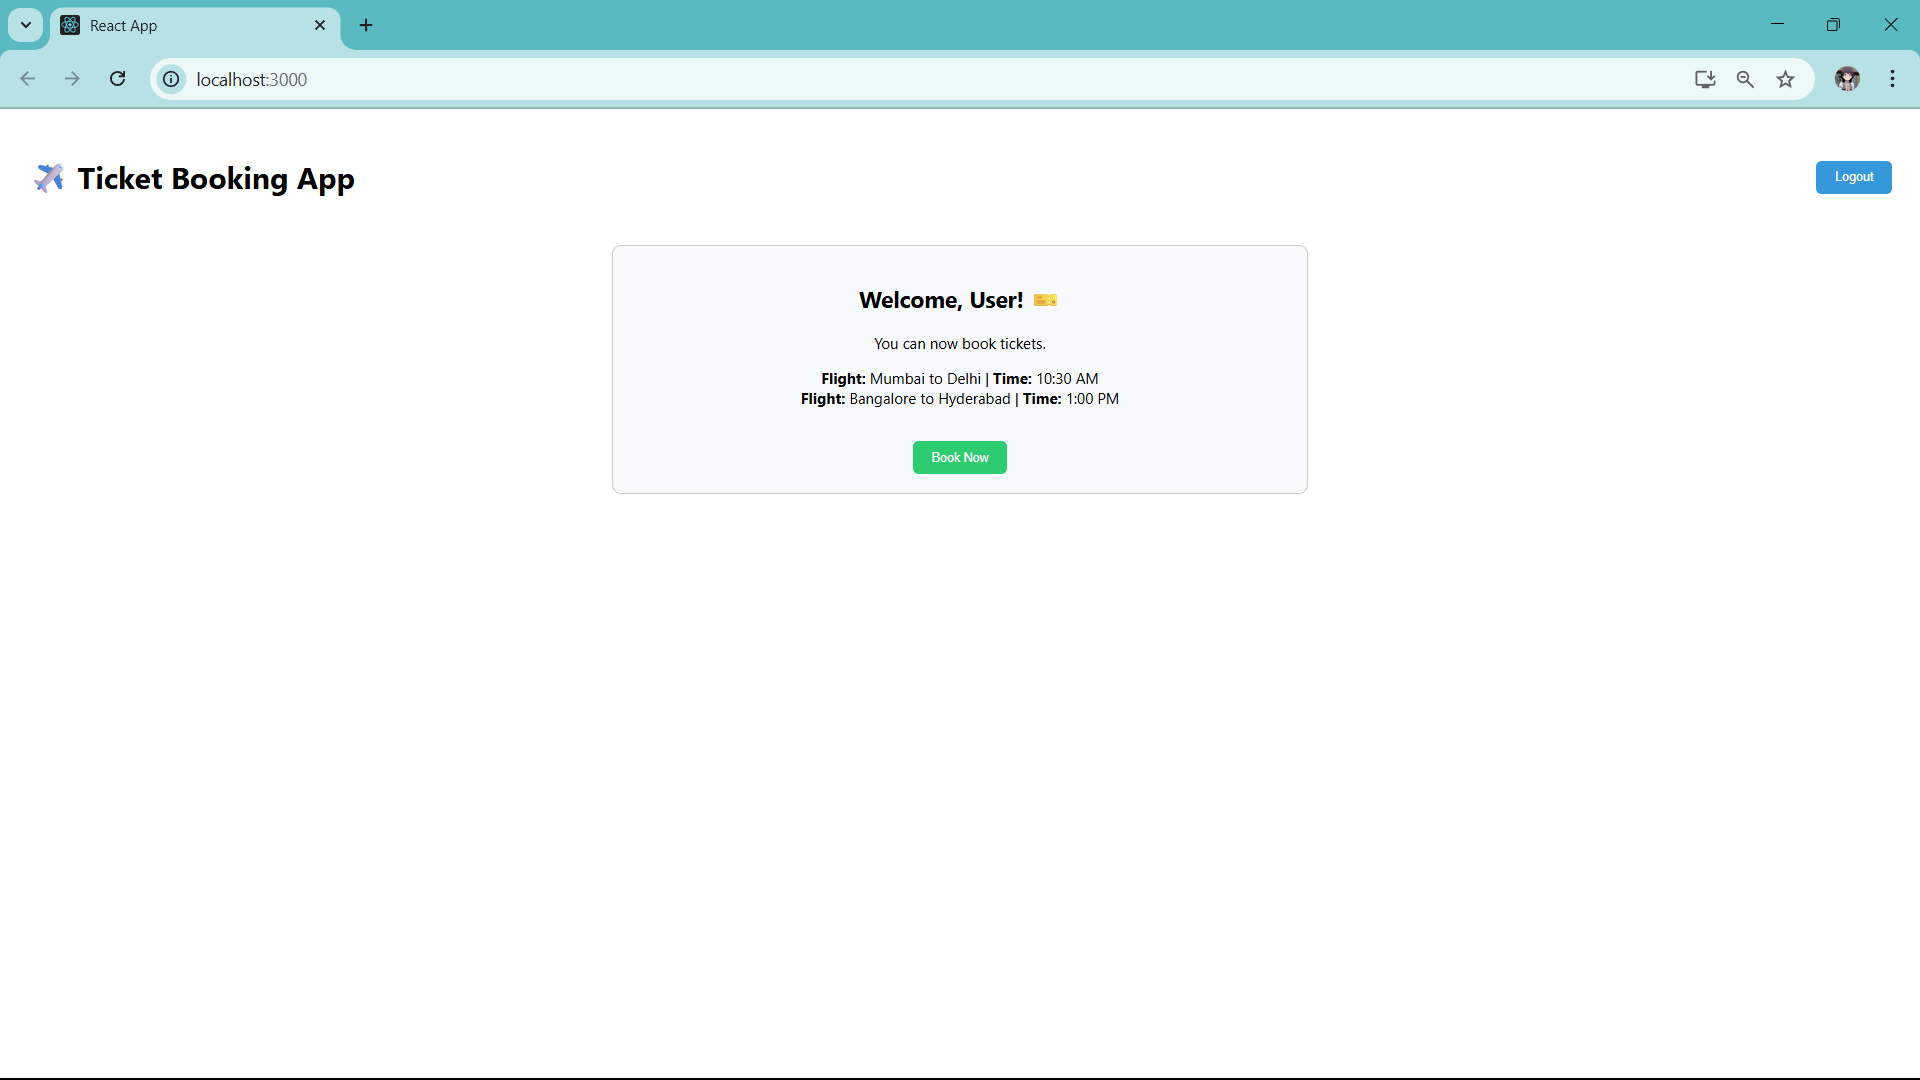 React App
localhost:3000
✈️ Ticket Booking App
Logout
Welcome, User! 🎫
You can now book tickets.
Flight: Mumbai to Delhi | Time: 10:30 AM
Flight: Bangalore to Hyderabad | Time: 1:00 PM
Book Now